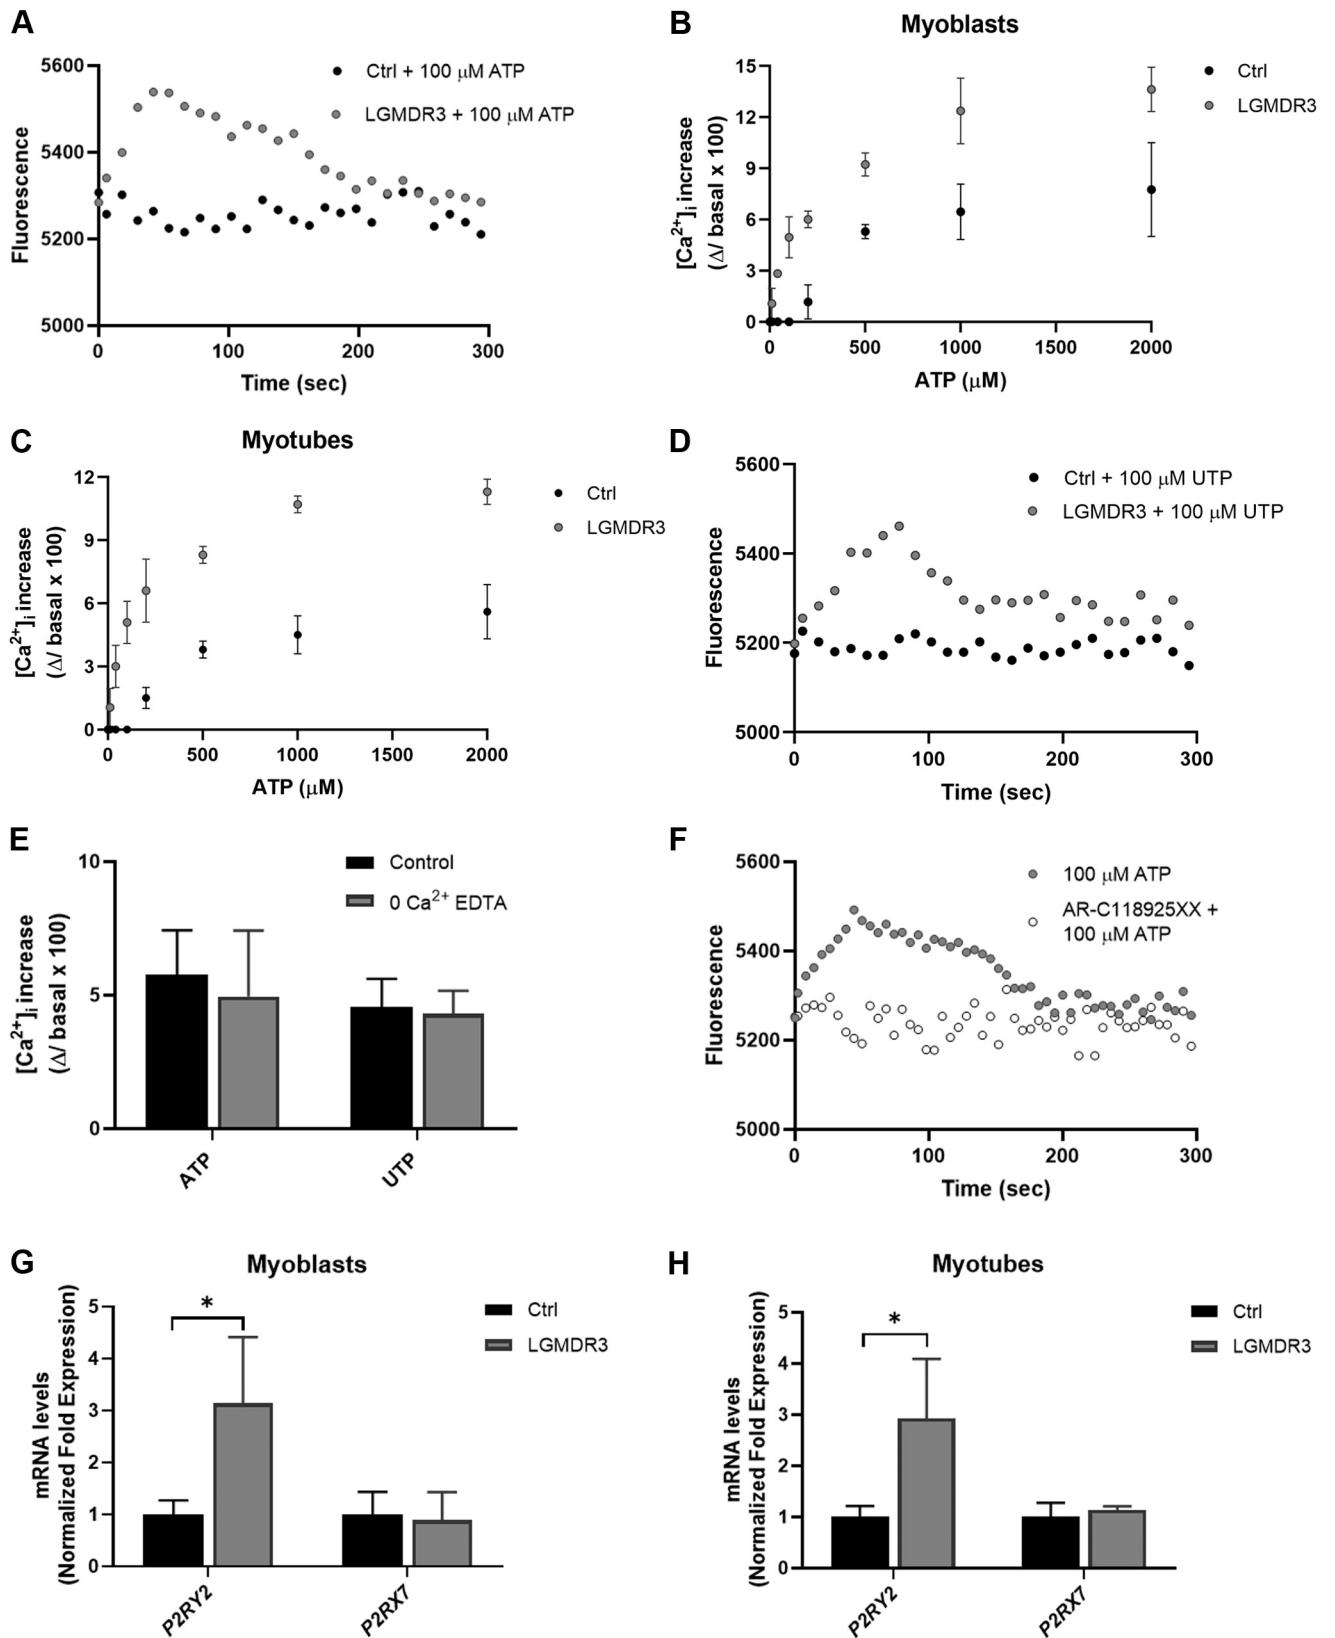 A
5600
5400
5200
5000
Fluorescence
0 100 200 300
Time (sec)
Ctrl + 100 μM ATP
LGMDR3 + 100 μM ATP
B
Myoblasts
15
12
9
6
3
0
[Ca²⁺]ᵢ increase
(Δ/ basal x 100)
0 500 1000 1500 2000
ATP (μM)
Ctrl
LGMDR3
C
Myotubes
12
9
6
3
0
[Ca²⁺]ᵢ increase
(Δ/ basal x 100)
0 500 1000 1500 2000
ATP (μM)
Ctrl
LGMDR3
D
5600
5400
5200
5000
Fluorescence
0 100 200 300
Time (sec)
Ctrl + 100 μM UTP
LGMDR3 + 100 μM UTP
E
10
5
0
[Ca²⁺]ᵢ increase
(Δ/ basal x 100)
Control
0 Ca²⁺ EDTA
ATP UTP
F
5600
5400
5200
5000
Fluorescence
0 100 200 300
Time (sec)
100 μM ATP
AR-C118925XX +
100 μM ATP
G
Myoblasts
5
4
3
2
1
0
mRNA levels
(Normalized Fold Expression)
*
Ctrl
LGMDR3
P2RY2 P2RX7
H
Myotubes
5
4
3
2
1
0
mRNA levels
(Normalized Fold Expression)
*
Ctrl
LGMDR3
P2RY2 P2RX7